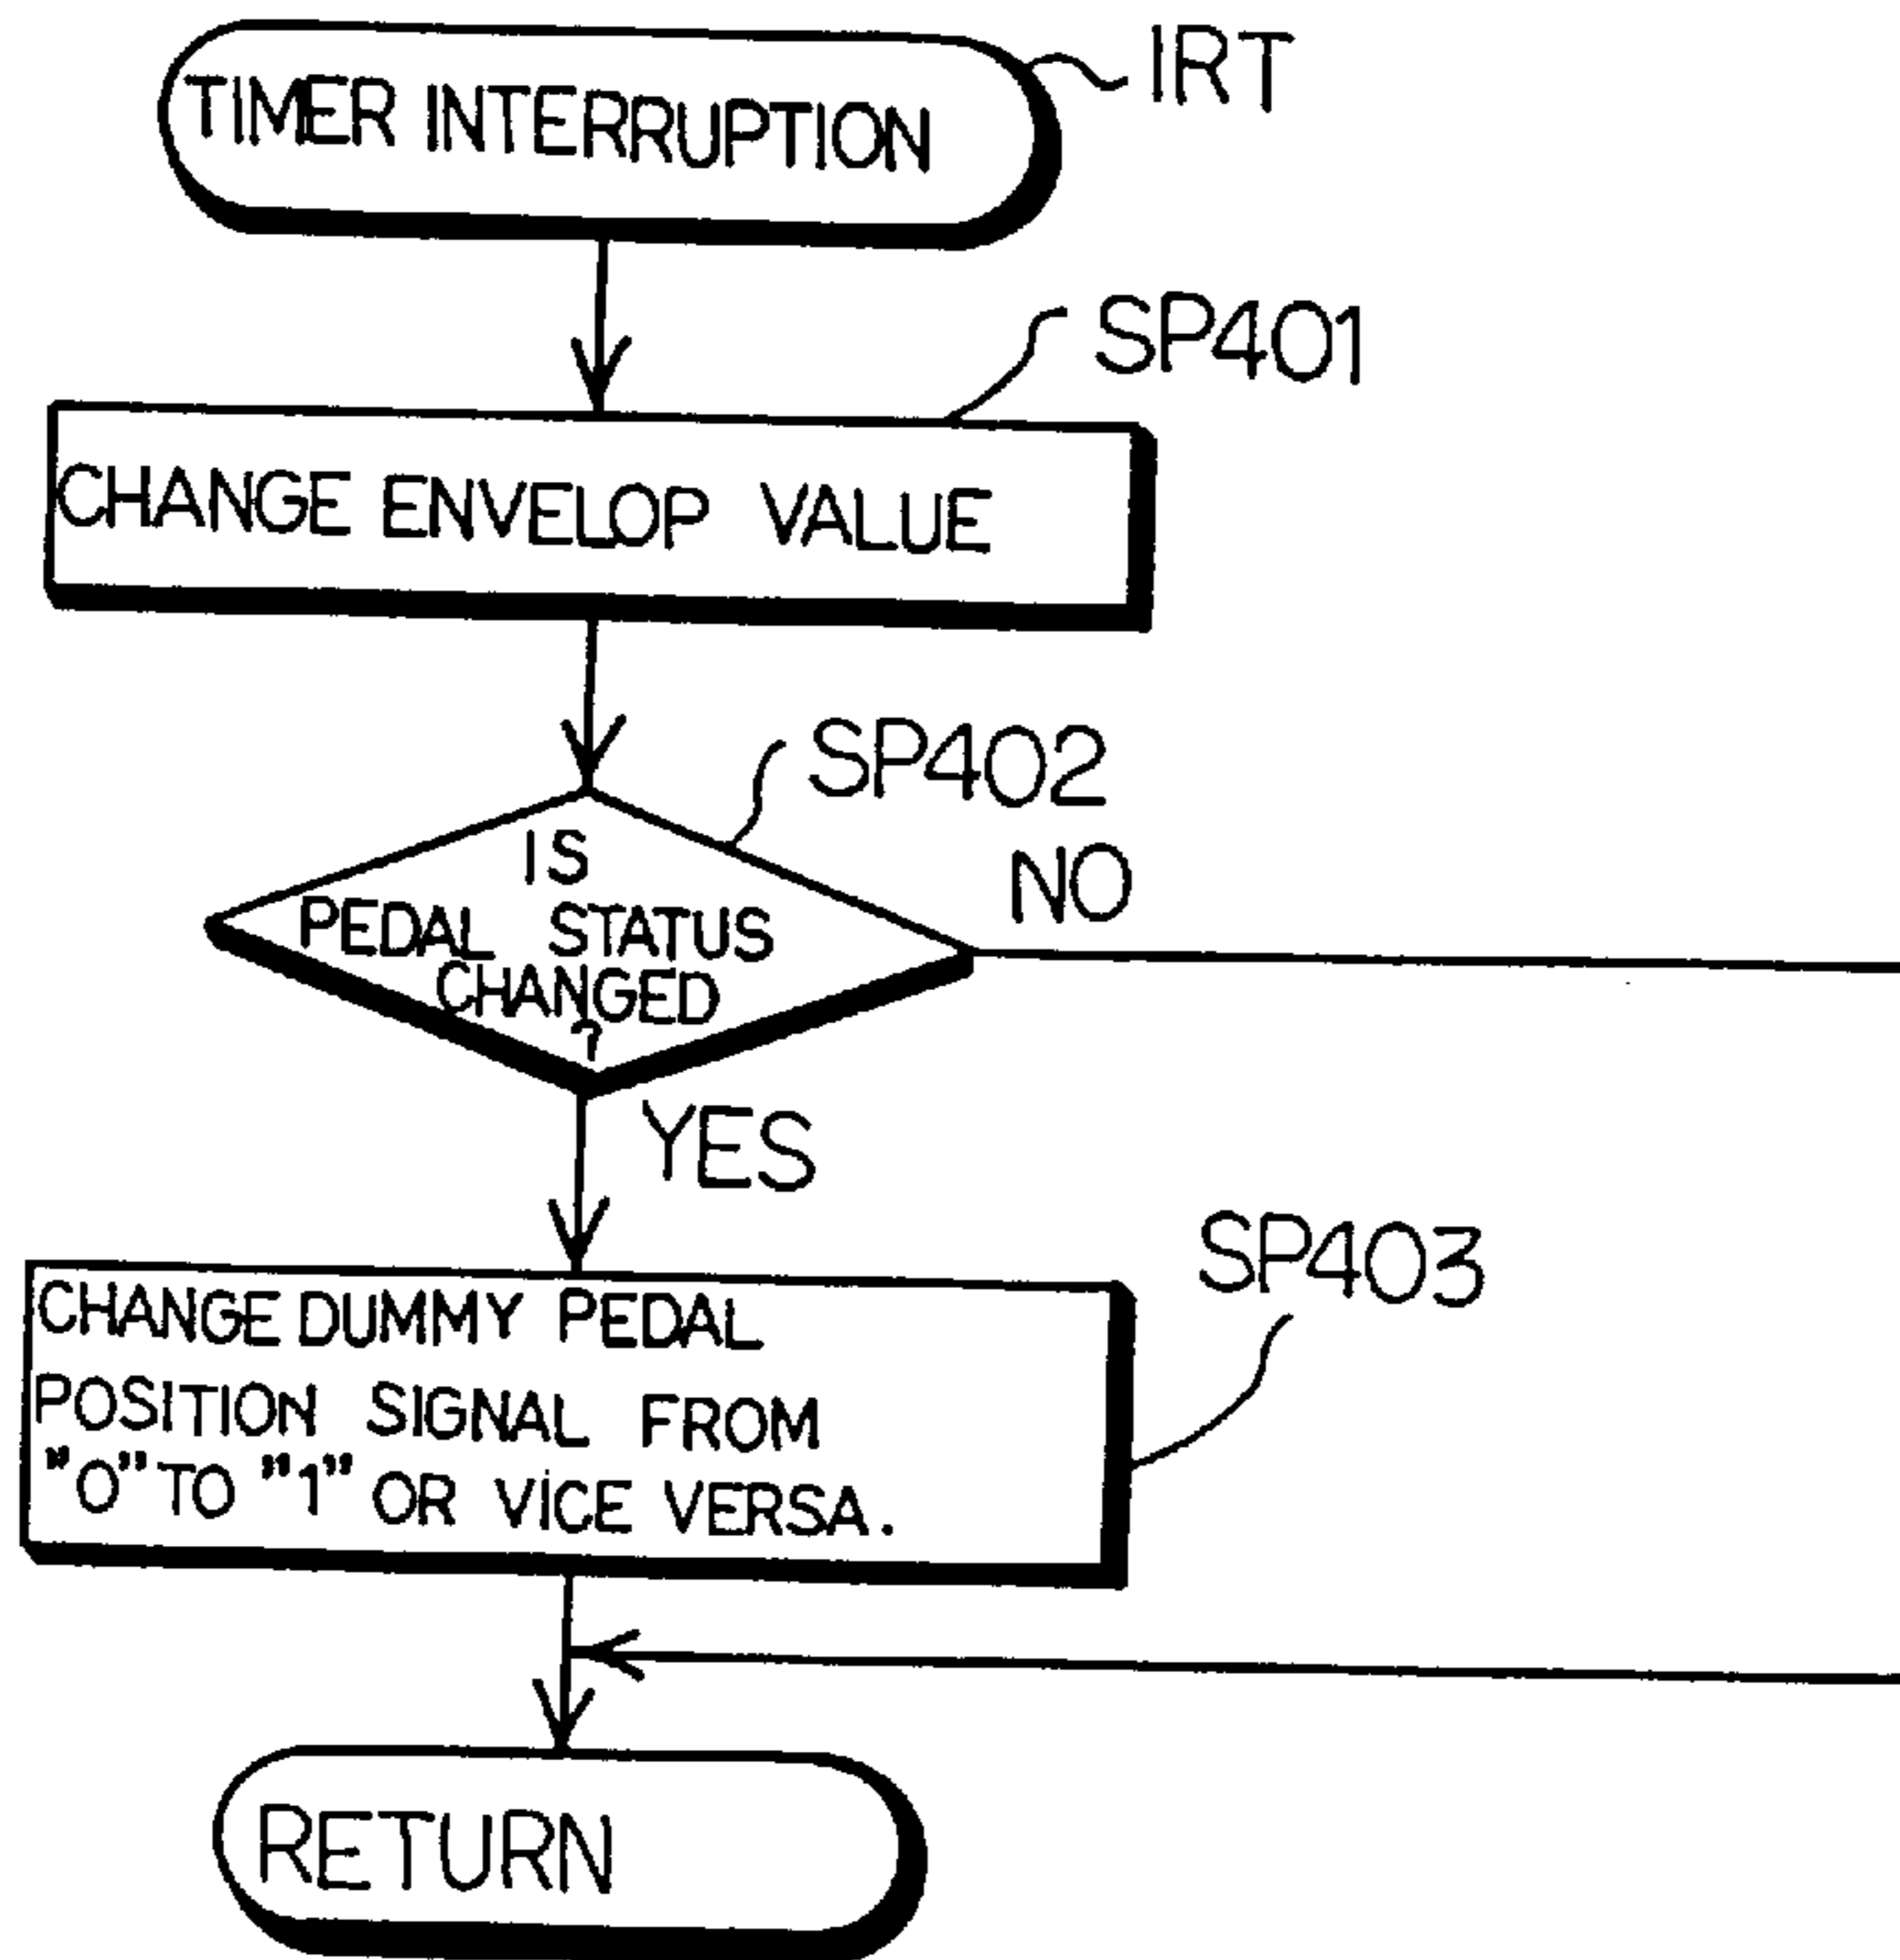 TIMER INTERRUPTION
IRT
SP401
CHANGE ENVELOP VALUE
SP402
IS
PEDAL STATUS
CHANGED
?
NO
YES
SP403
CHANGE DUMMY PEDAL
POSITION SIGNAL FROM
"0" TO "1" OR VICE VERSA.
RETURN